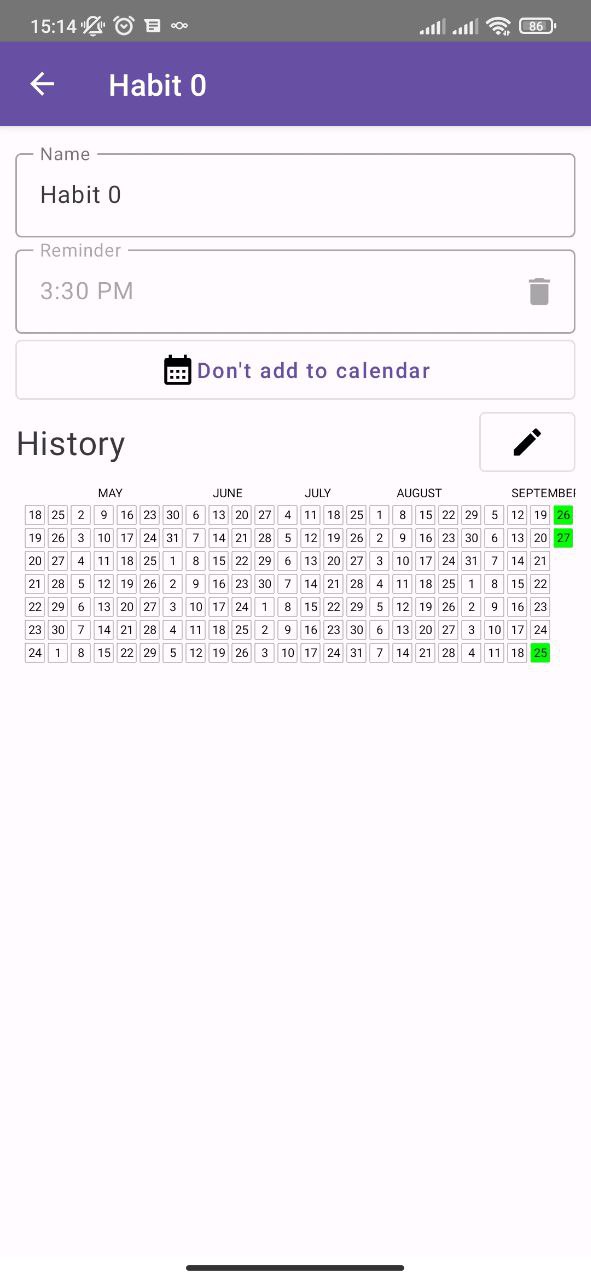 15:14 86
Habit 0
Name
Habit 0
Reminder
3:30 PM
Don't add to calendar
History
MAY JUNE JULY AUGUST SEPTEMBER
18 25 2 9 16 23 30 6 13 20 27 4 11 18 25 1 8 15 22 29 5 12 19 26
19 26 3 10 17 24 31 7 14 21 28 5 12 19 26 2 9 16 23 30 6 13 20 27
20 27 4 11 18 25 1 8 15 22 29 6 13 20 27 3 10 17 24 31 7 14 21
21 28 5 12 19 26 2 9 16 23 30 7 14 21 28 4 11 18 25 1 8 15 22
22 29 6 13 20 27 3 10 17 24 1 8 15 22 29 5 12 19 26 2 9 16 23
23 30 7 14 21 28 4 11 18 25 2 9 16 23 30 6 13 20 27 3 10 17 24
24 1 8 15 22 29 5 12 19 26 3 10 17 24 31 7 14 21 28 4 11 18 25